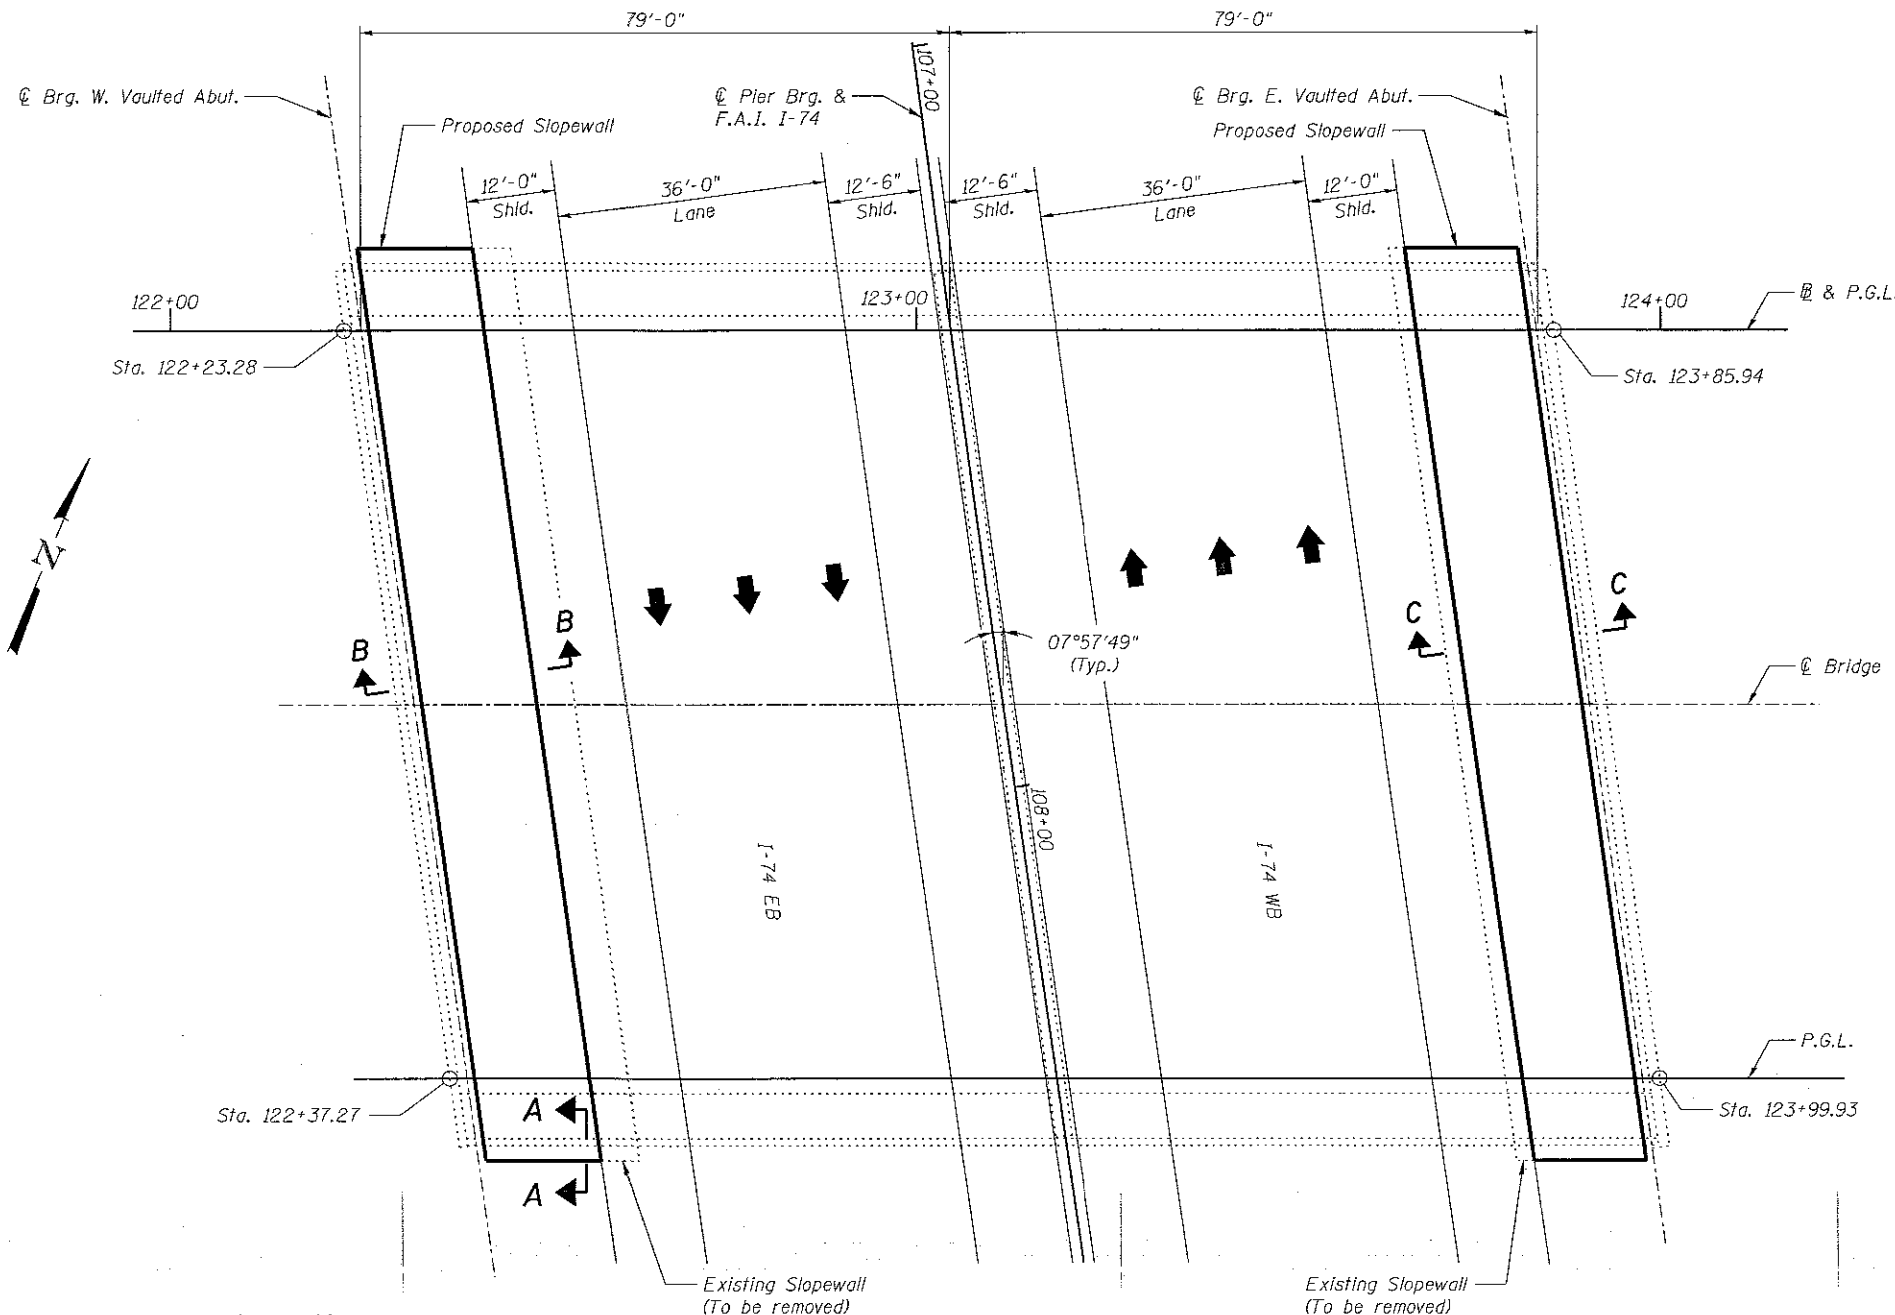 79'-0" 79'-0"
℄ Brg. W. Vaulted Abut.
℄ Pier Brg. &
F.A.I. I-74
107+00
℄ Brg. E. Vaulted Abut.
Proposed Slopewall
Proposed Slopewall
12'-0"
Shld.
36'-0"
Lane
12'-6"
Shld.
12'-6"
Shld.
36'-0"
Lane
12'-0"
Shld.
122+00
123+00
124+00
℄ & P.G.L.
Sta. 122+23.28
Sta. 123+85.94
N
B
B
C
C
07°57'49"
(Typ.)
℄ Bridge
108+00
I-74 EB
I-74 WB
P.G.L.
Sta. 122+37.27
Sta. 123+99.93
A
A
Existing Slopewall
(To be removed)
Existing Slopewall
(To be removed)